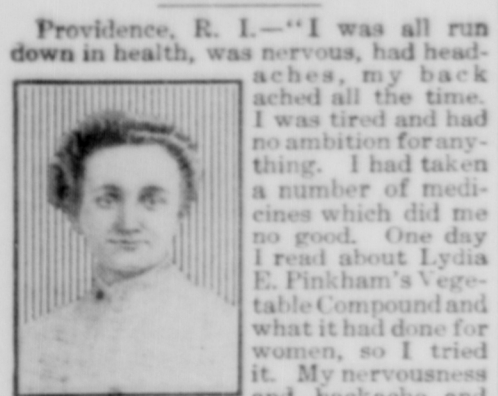 Providence, R. I.—"I was all run
down in health, was nervous, had head-
aches, my back
ached all the time.
I was tired and had
no ambition for any-
thing. I had taken
a number of medi-
cines which did me
no good. One day
I read about Lydia
E. Pinkham's Vege-
table Compound and
what it had done for
women, so I tried
it. My nervousness
and backache and